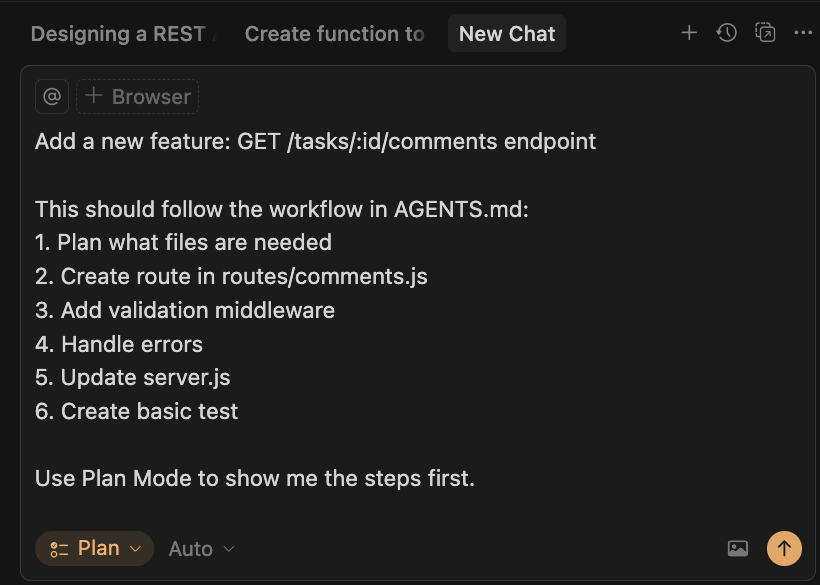 Designing a REST
Create function to
New Chat
@
Browser
Add a new feature: GET /tasks/:id/comments endpoint
This should follow the workflow in AGENTS.md:
1. Plan what files are needed
2. Create route in routes/comments.js
3. Add validation middleware
4. Handle errors
5. Update server.js
6. Create basic test
Use Plan Mode to show me the steps first.
Plan
Auto